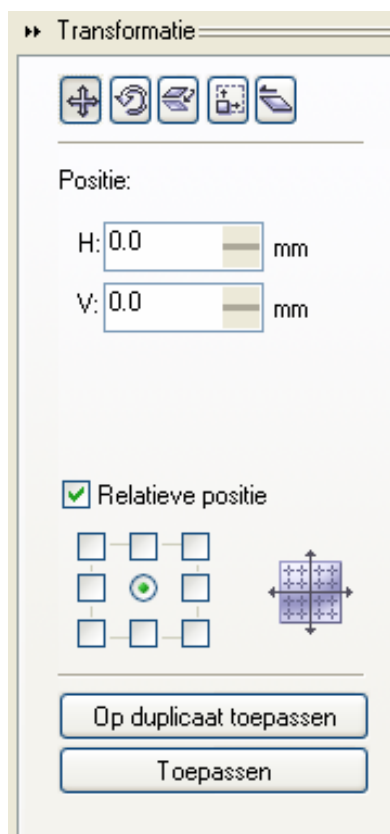 Transformatie
Positie:
H: 0.0 mm
V: 0.0 mm
Relatieve positie
Op duplicaat toepassen
Toepassen